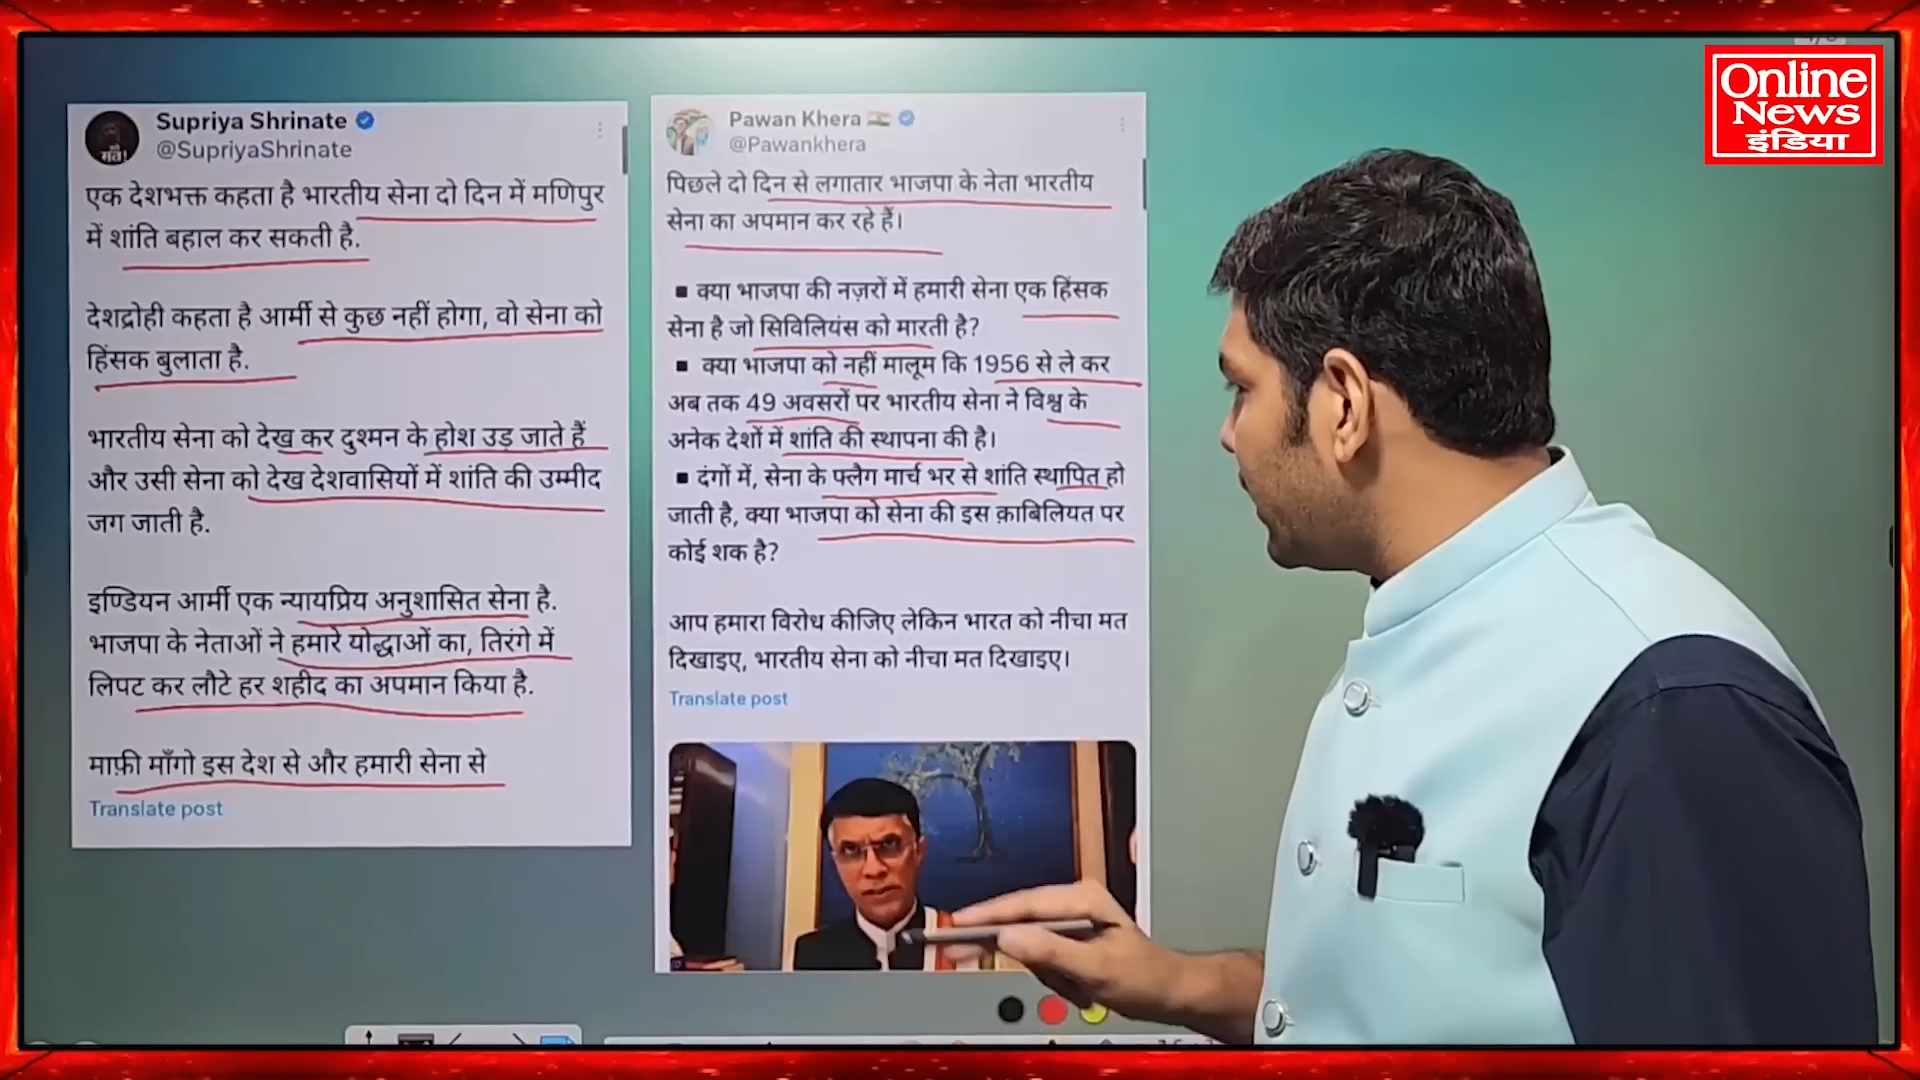 Supriya Shrinate
@SupriyaShrinate
एक देशभक्त कहता है भारतीय सेना दो दिन में मणिपुर
में शांति बहाल कर सकती है.
देशद्रोही कहता है आर्मी से कुछ नहीं होगा, वो सेना को
हिंसक बुलाता है.
भारतीय सेना को देख कर दुश्मन के होश उड़ जाते हैं
और उसी सेना को देख देशवासियों में शांति की उम्मीद
जग जाती है.
इण्डियन आर्मी एक न्यायप्रिय अनुशासित सेना है.
भाजपा के नेताओं ने हमारे योद्धाओं का, तिरंगे में
लिपट कर लौटे हर शहीद का अपमान किया है.
माफ़ी माँगो इस देश से और हमारी सेना से
Translate post
Pawan Khera
@Pawankhera
पिछले दो दिन से लगातार भाजपा के नेता भारतीय
सेना का अपमान कर रहे हैं।
▪ क्या भाजपा की नज़रों में हमारी सेना एक हिंसक
सेना है जो सिविलियंस को मारती है?
▪ क्या भाजपा को नहीं मालूम कि 1956 से ले कर
अब तक 49 अवसरों पर भारतीय सेना ने विश्व के
अनेक देशों में शांति की स्थापना की है।
▪ दंगों में, सेना के फ्लैग मार्च भर से शांति स्थापित हो
जाती है, क्या भाजपा को सेना की इस क़ाबिलियत पर
कोई शक है?
आप हमारा विरोध कीजिए लेकिन भारत को नीचा मत
दिखाइए, भारतीय सेना को नीचा मत दिखाइए।
Translate post
Online
News
इंडिया